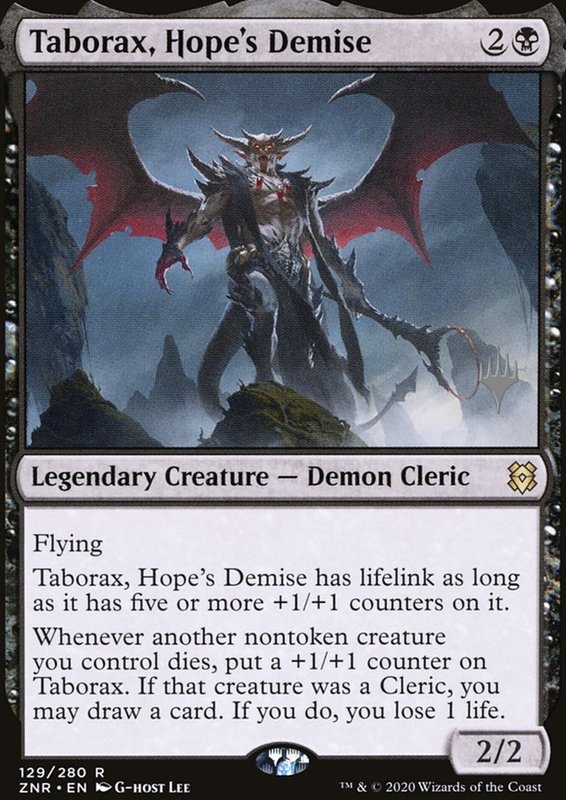 Taborax, Hope's Demise 2
Legendary Creature — Demon Cleric
Flying
Taborax, Hope's Demise has lifelink as long
as it has five or more +1/+1 counters on it.
Whenever another nontoken creature
you control dies, put a +1/+1 counter on
Taborax. If that creature was a Cleric, you
may draw a card. If you do, you lose 1 life.
2/2
129/280 R
ZNR • EN G-HOST LEE
™ & © 2020 Wizards of the Coast